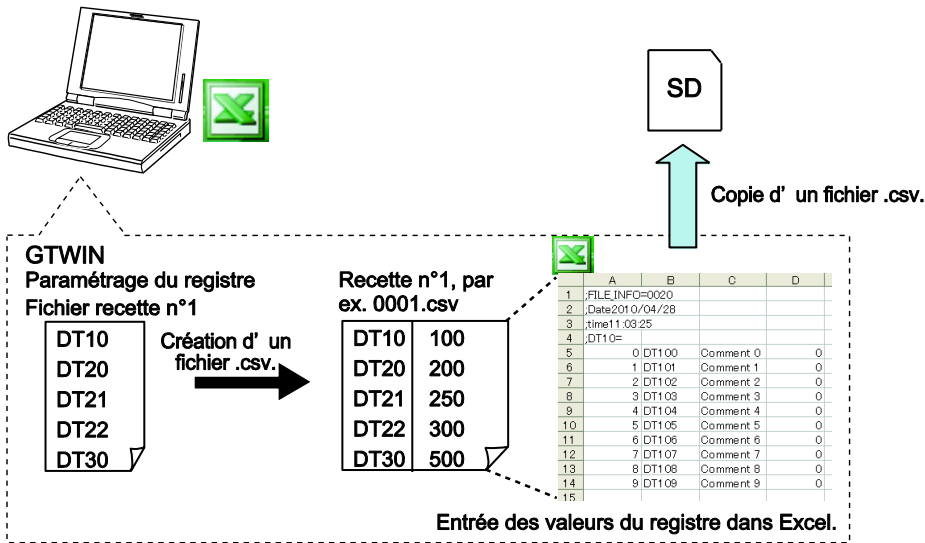 SD
Copie d' un fichier .csv.
GTWIN
Paramétrage du registre
Fichier recette n°1
DT10
DT20
DT21
DT22
DT30
Création d' un
fichier .csv.
Recette n°1, par
ex. 0001.csv
DT10 100
DT20 200
DT21 250
DT22 300
DT30 500
A B C D
1 ;FILE_INFO=0020
2 ;Date2010/04/28
3 ;time11:03:25
4 ;DT10=
5 0 DT100 Comment 0 0
6 1 DT101 Comment 1 0
7 2 DT102 Comment 2 0
8 3 DT103 Comment 3 0
9 4 DT104 Comment 4 0
10 5 DT105 Comment 5 0
11 6 DT106 Comment 6 0
12 7 DT107 Comment 7 0
13 8 DT108 Comment 8 0
14 9 DT109 Comment 9 0
15
Entrée des valeurs du registre dans Excel.